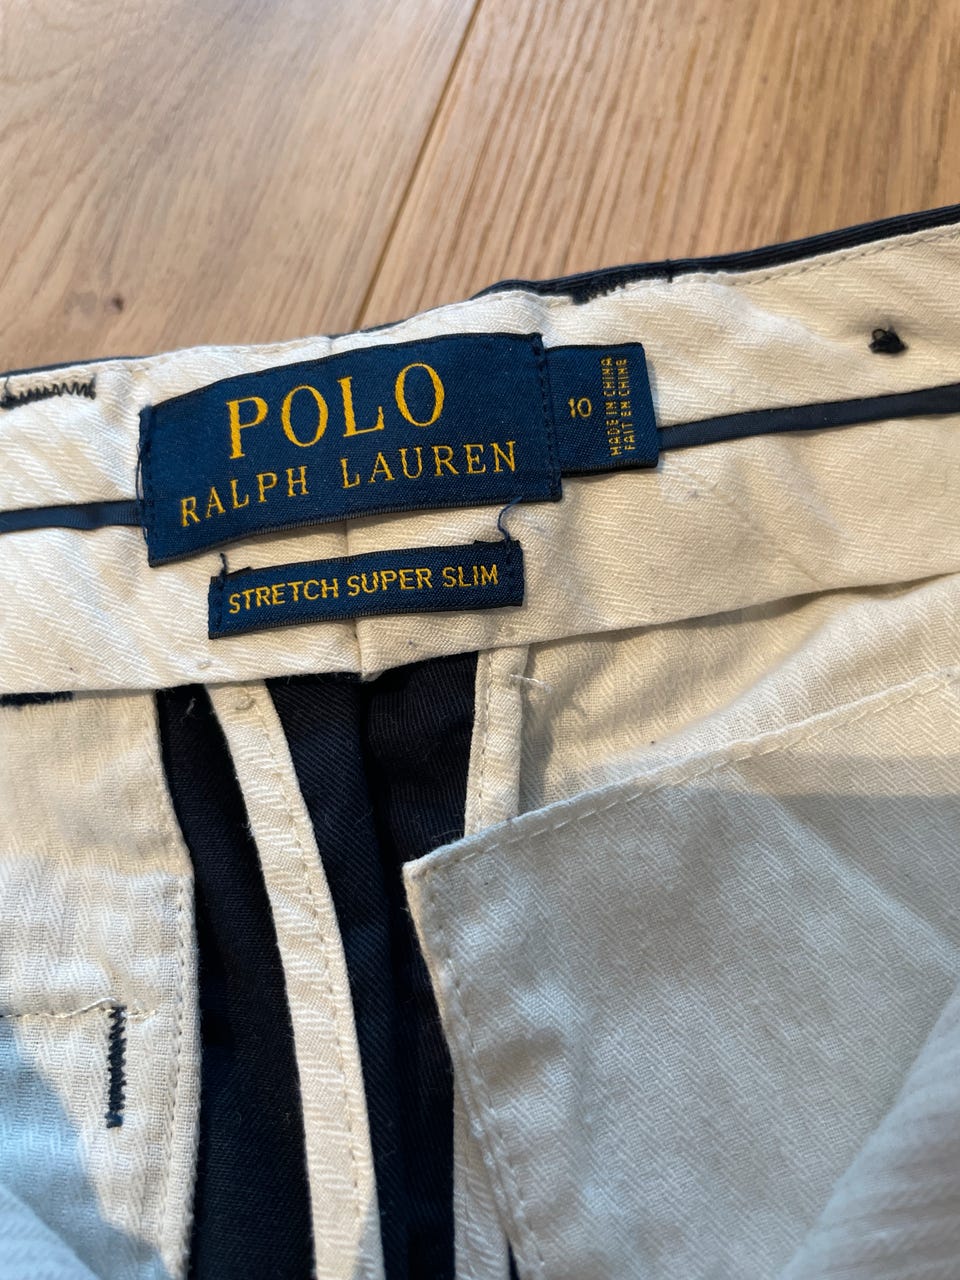 POLO
RALPH LAUREN
10
MADE IN CHINA
FAIT EN CHINE
STRETCH SUPER SLIM